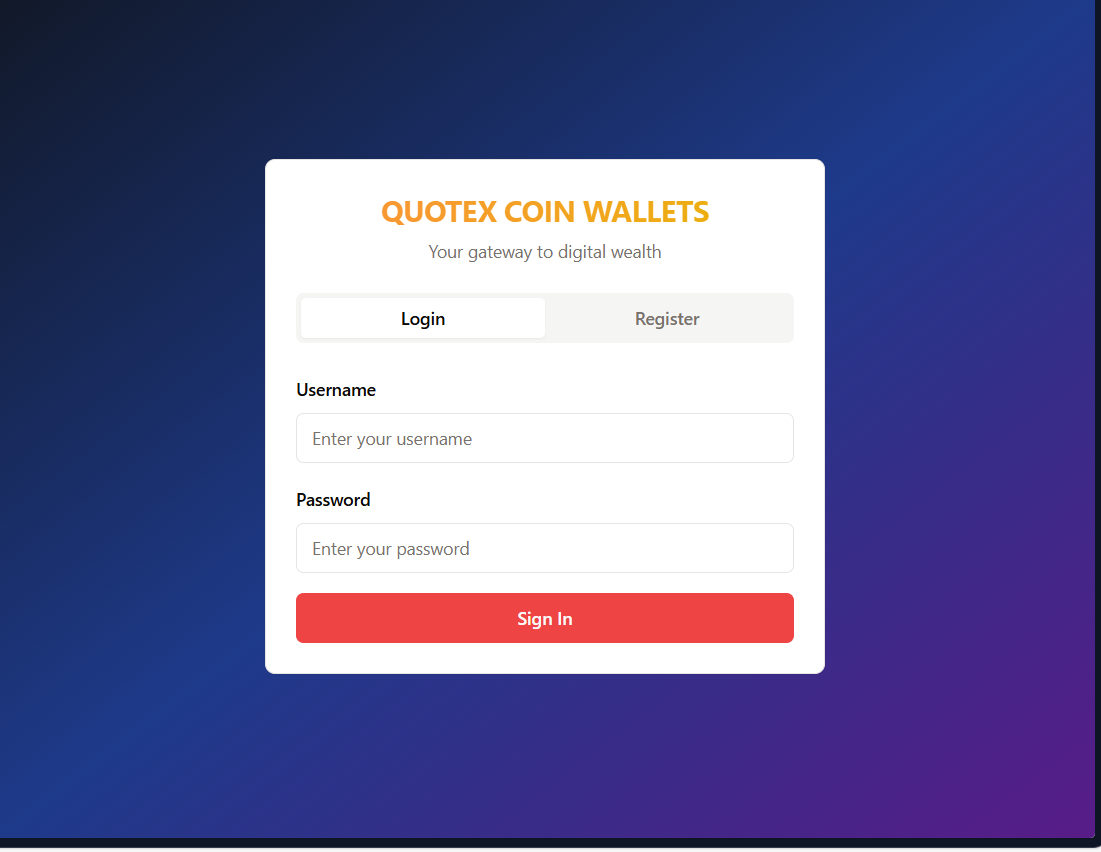 QUOTEX COIN WALLETS
Your gateway to digital wealth
Login
Register
Username
Enter your username
Password
Enter your password
Sign In